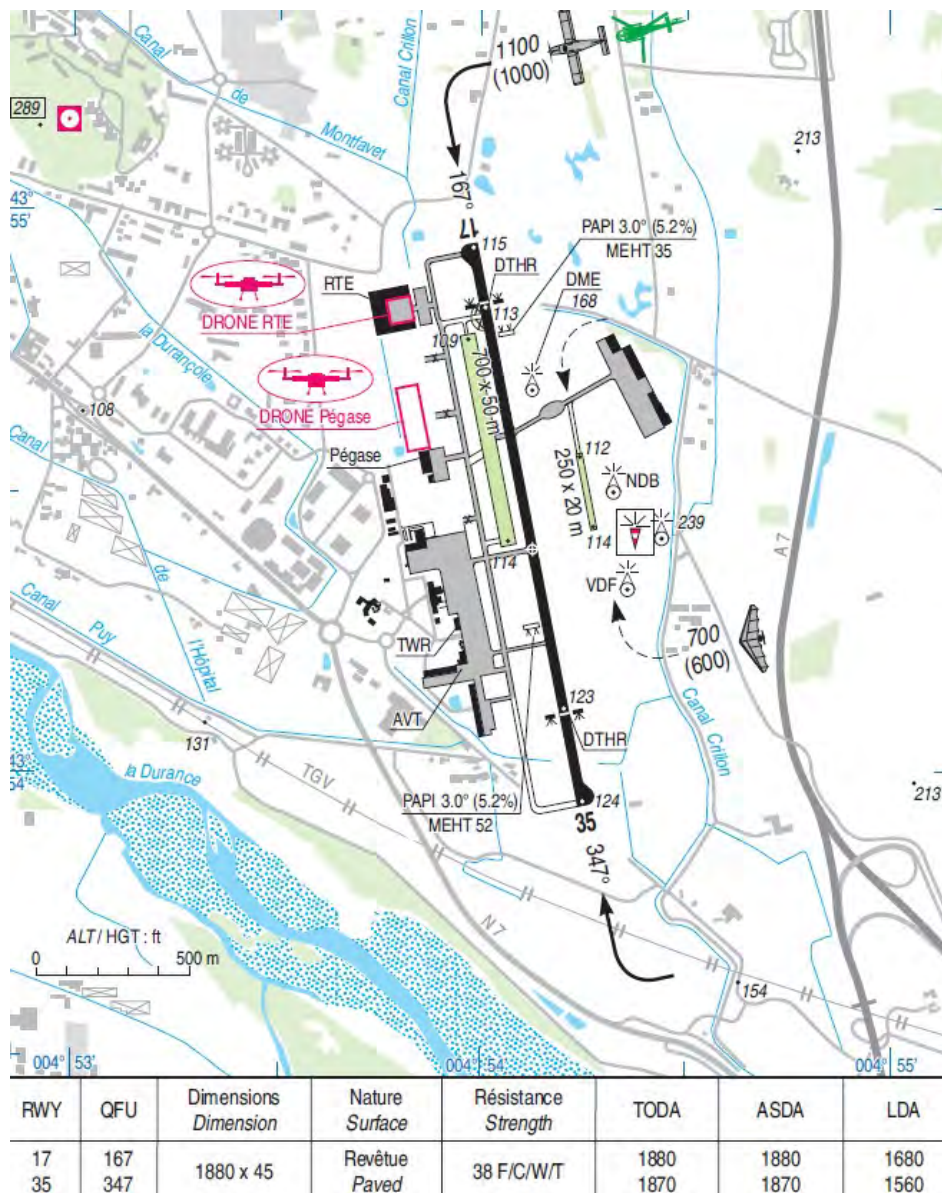 Canal
de
Montfavet
Canal Crillon
1100
(1000)
289
213
43°
55'
167°
17
115
PAPI 3.0° (5.2%)
MEHT 35
DTHR
RTE
DME
168
113
DRONE RTE
109
700 x 50 m
la Durançole
DRONE Pégase
108
Canal
Pégase
112
250 x 20 m
NDB
114
239
A 7
114
VDF
de
l'Hôpital
Canal
Puy
TWR
700
(600)
123
AVT
DTHR
Canal Crillon
131
43°
54'
la Durance
TGV
PAPI 3.0° (5.2%)
MEHT 52
124
35
213
347°
N 7
ALT / HGT : ft
0 500 m
154
004° 53'
004° 54'
004° 55'
RWY QFU Dimensions Nature Résistance TODA ASDA LDA
Dimension Surface Strength
17 167 1880 x 45 Revêtue 38 F/C/W/T 1880 1880 1680
35 347 Paved 1870 1870 1560